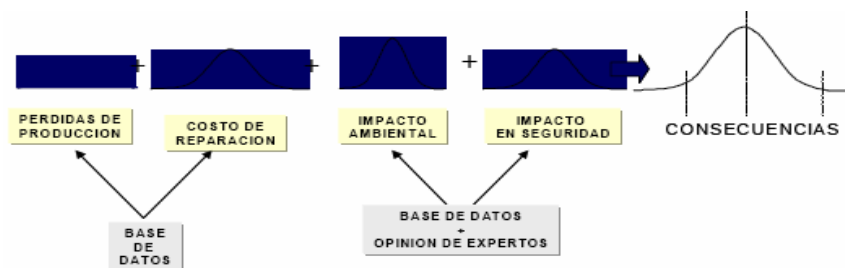 +
+
+
PERDIDAS DE
PRODUCCION
COSTO DE
REPARACION
IMPACTO
AMBIENTAL
IMPACTO
EN SEGURIDAD
CONSECUENCIAS
BASE
DE
DATOS
BASE DE DATOS
+
OPINION DE EXPERTOS